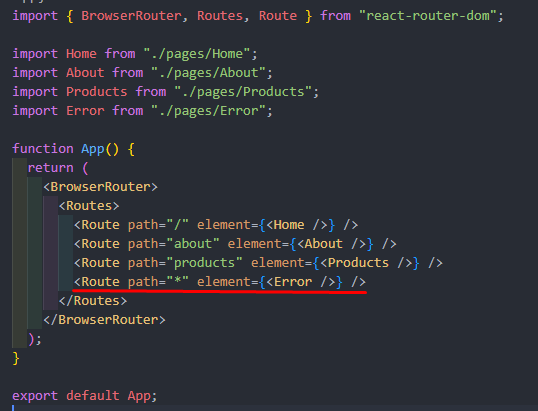 import { BrowserRouter, Routes, Route } from "react-router-dom";
import Home from "./pages/Home";
import About from "./pages/About";
import Products from "./pages/Products";
import Error from "./pages/Error";
function App() {
return (
<BrowserRouter>
<Routes>
<Route path="/" element={<Home />} />
<Route path="about" element={<About />} />
<Route path="products" element={<Products />} />
<Route path="*" element={<Error />} />
</Routes>
</BrowserRouter>
);
}
export default App;